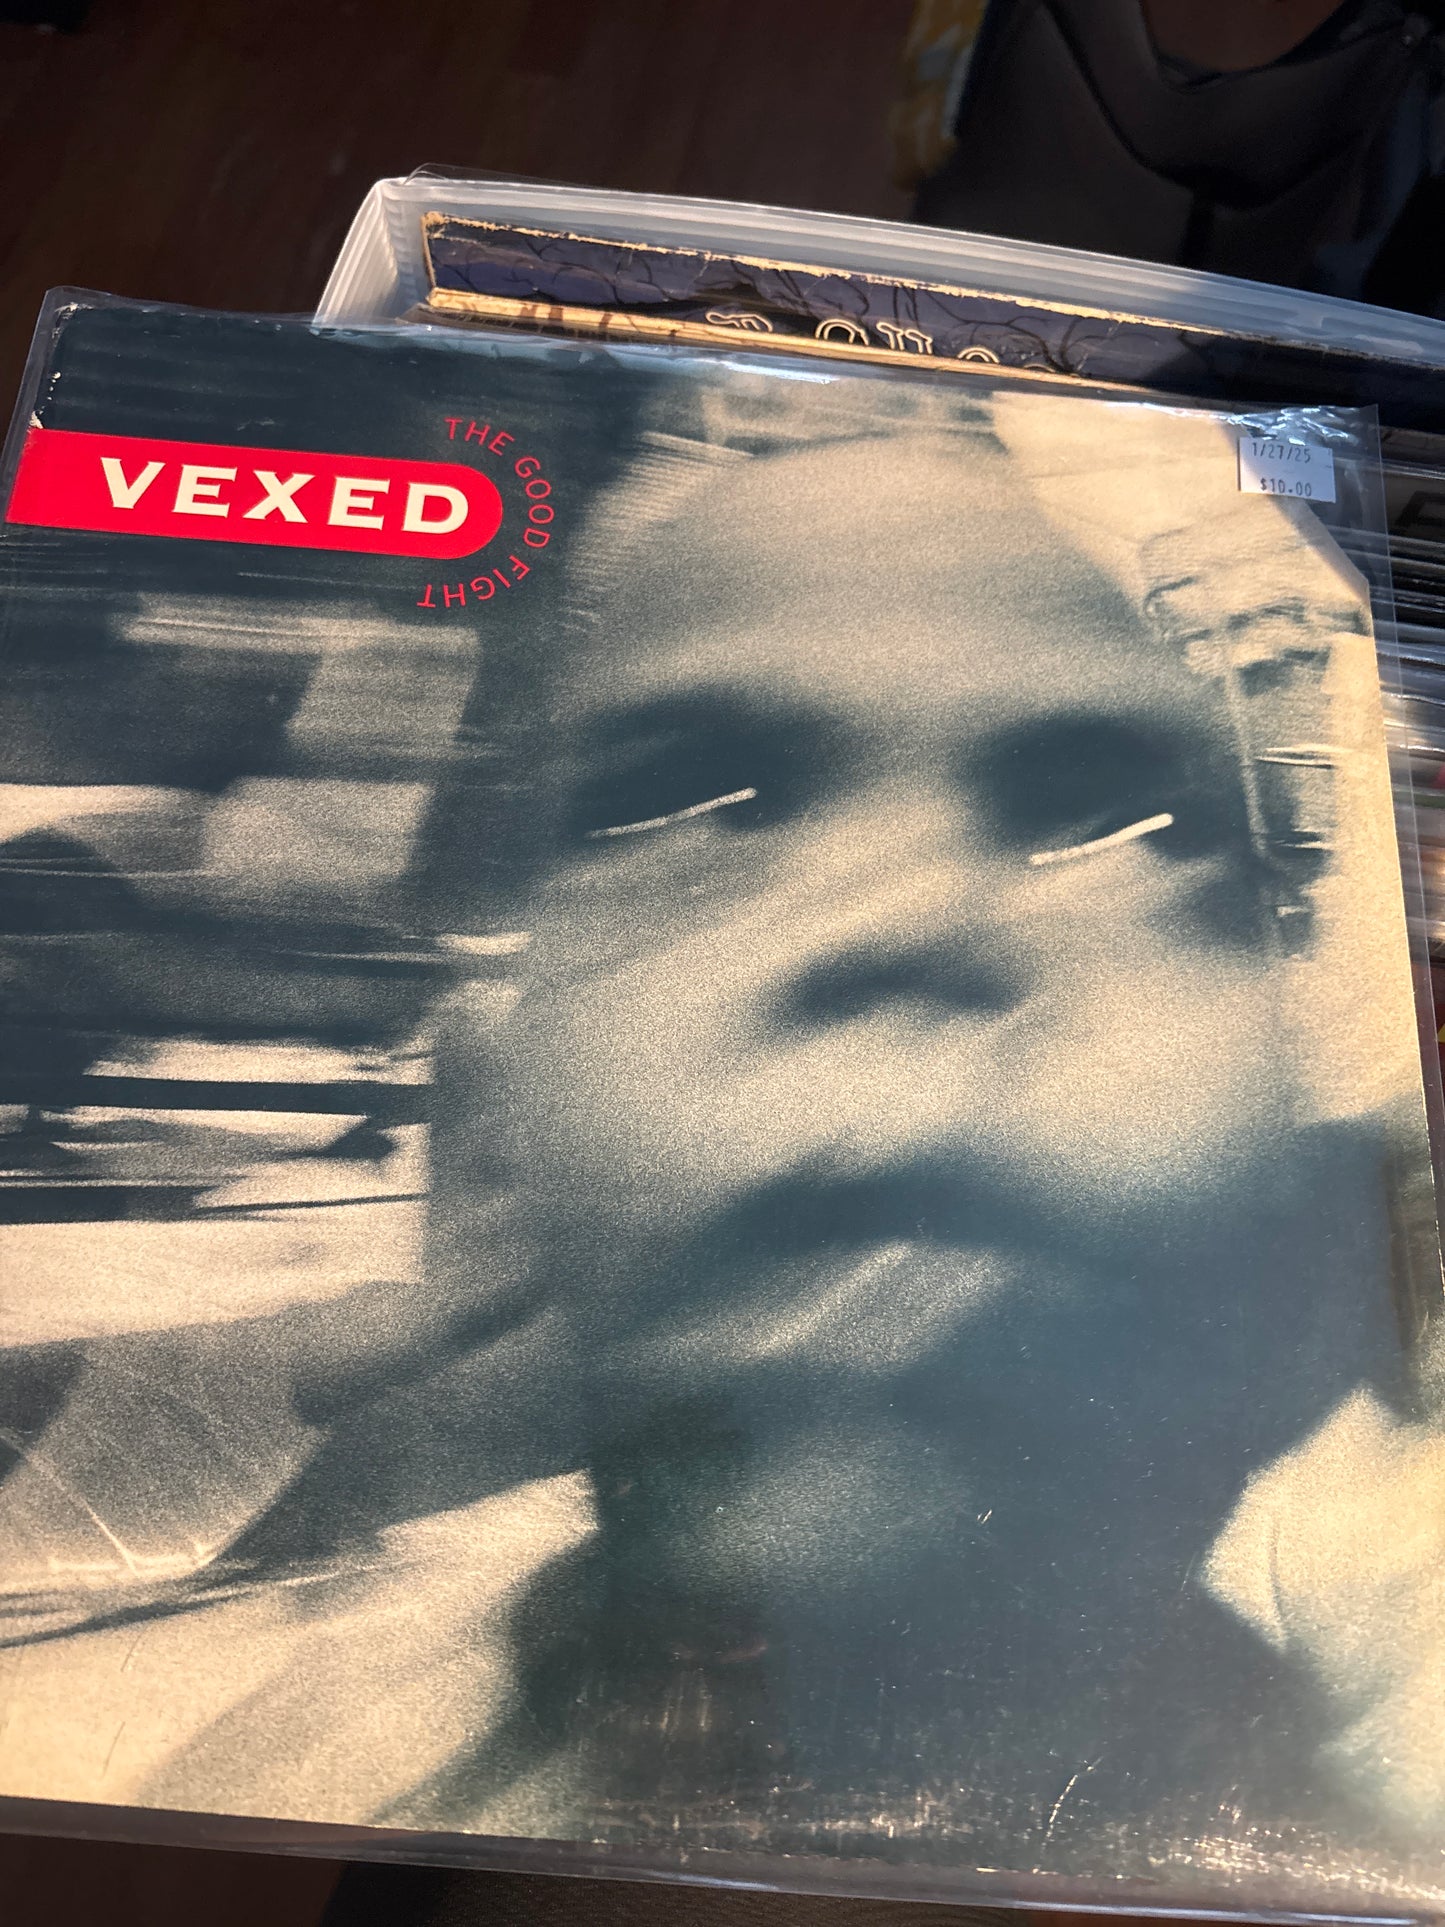 VEXED
THE GOOD FIGHT
1/27/25
$10.00